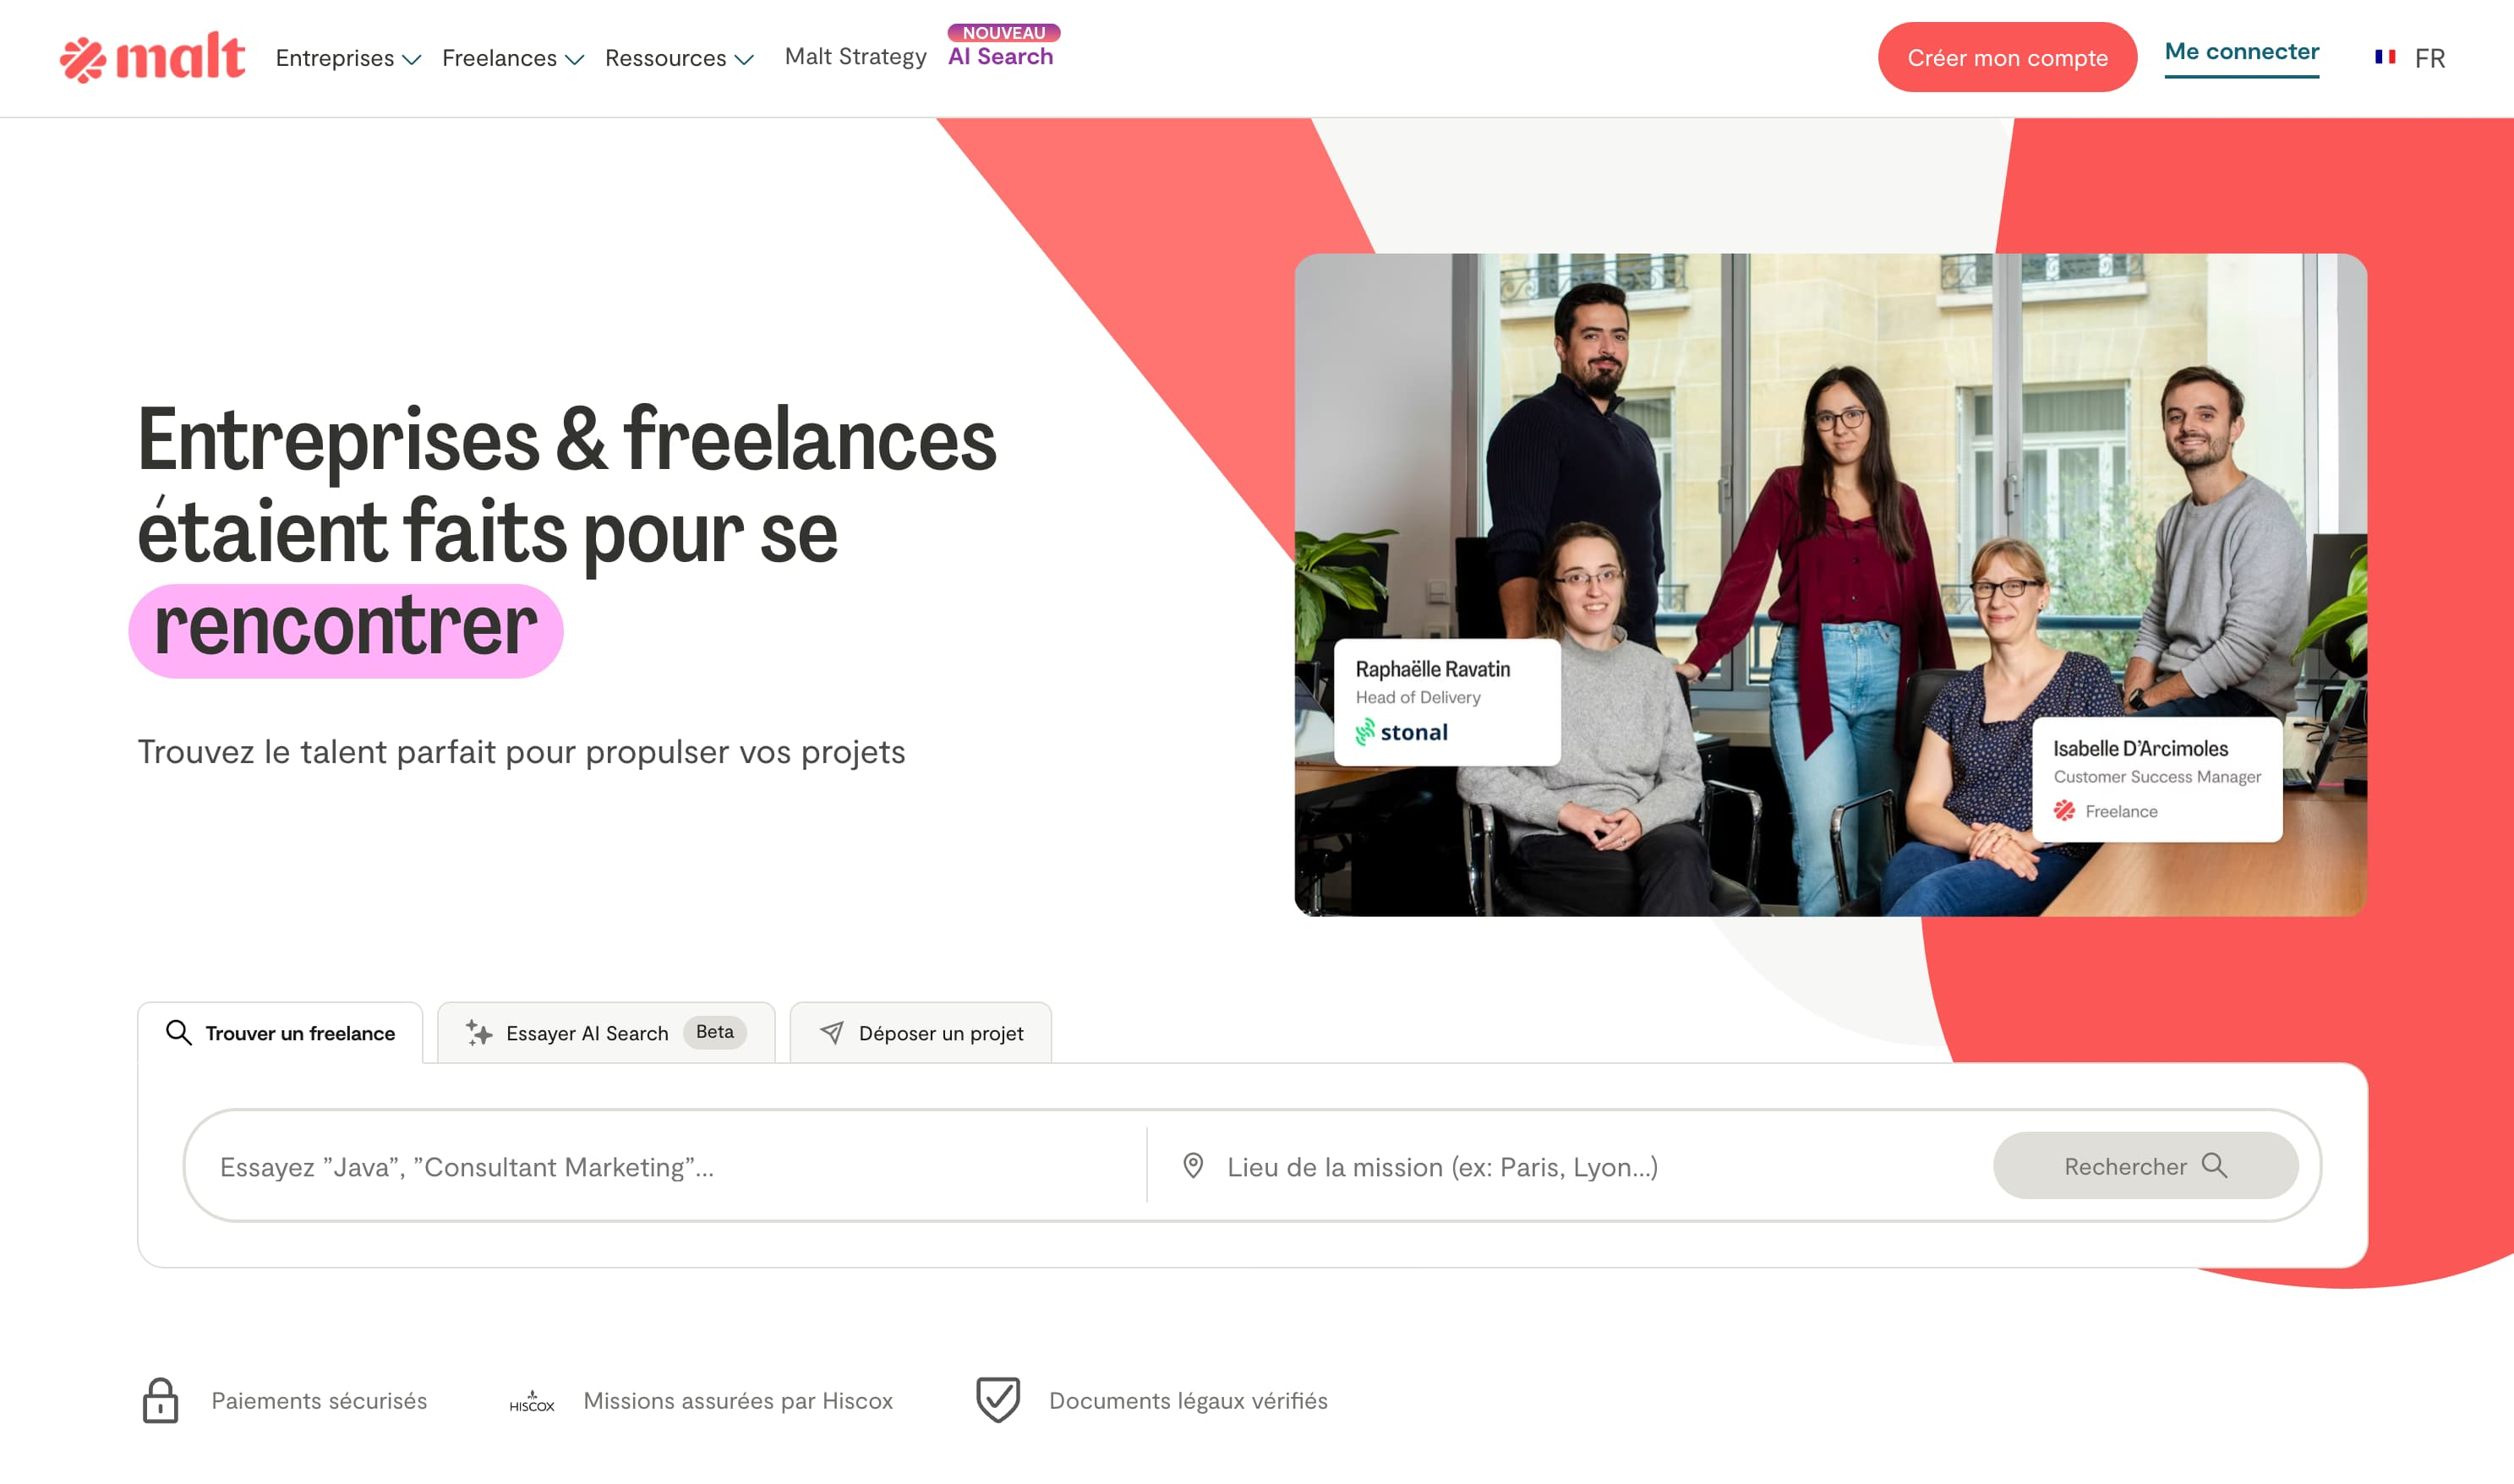 malt
Entreprises
Freelances
Ressources
Malt Strategy
NOUVEAU
AI Search
Créer mon compte
Me connecter
FR
Entreprises & freelances
étaient faits pour se
rencontrer
Trouvez le talent parfait pour propulser vos projets
Raphaëlle Ravatin
Head of Delivery
stonal
Isabelle D’Arcimoles
Customer Success Manager
Freelance
Trouver un freelance
Essayer AI Search
Beta
Déposer un projet
Essayez ”Java”, ”Consultant Marketing”...
Lieu de la mission (ex: Paris, Lyon...)
Rechercher
Paiements sécurisés
HISCOX
Missions assurées par Hiscox
Documents légaux vérifiés